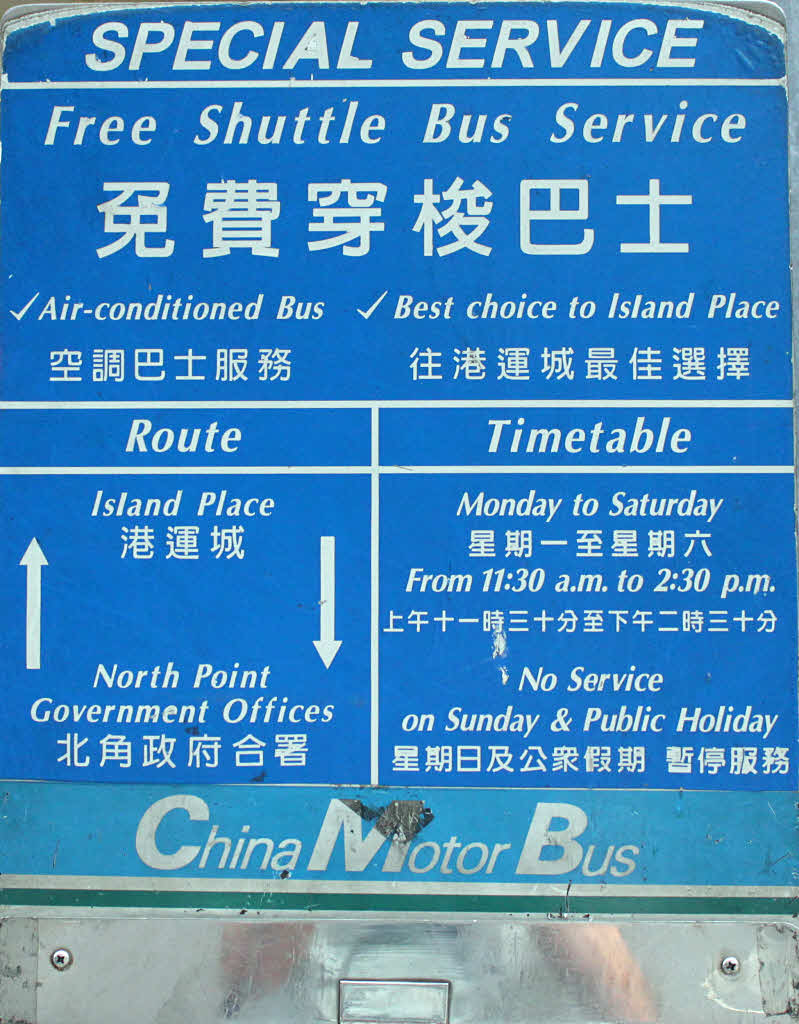 SPECIAL SERVICE
Free Shuttle Bus Service
免費穿梭巴士
✓Air-conditioned Bus
空調巴士服務
✓ Best choice to Island Place
往港運城最佳選擇
Route
Island Place
港運城
North Point
Government Offices
北角政府合署
Timetable
Monday to Saturday
星期一至星期六
From 11:30 a.m. to 2:30 p.m.
上午十一時三十分至下午二時三十分
No Service
on Sunday & Public Holiday
星期日及公眾假期 暫停服務
China Motor Bus